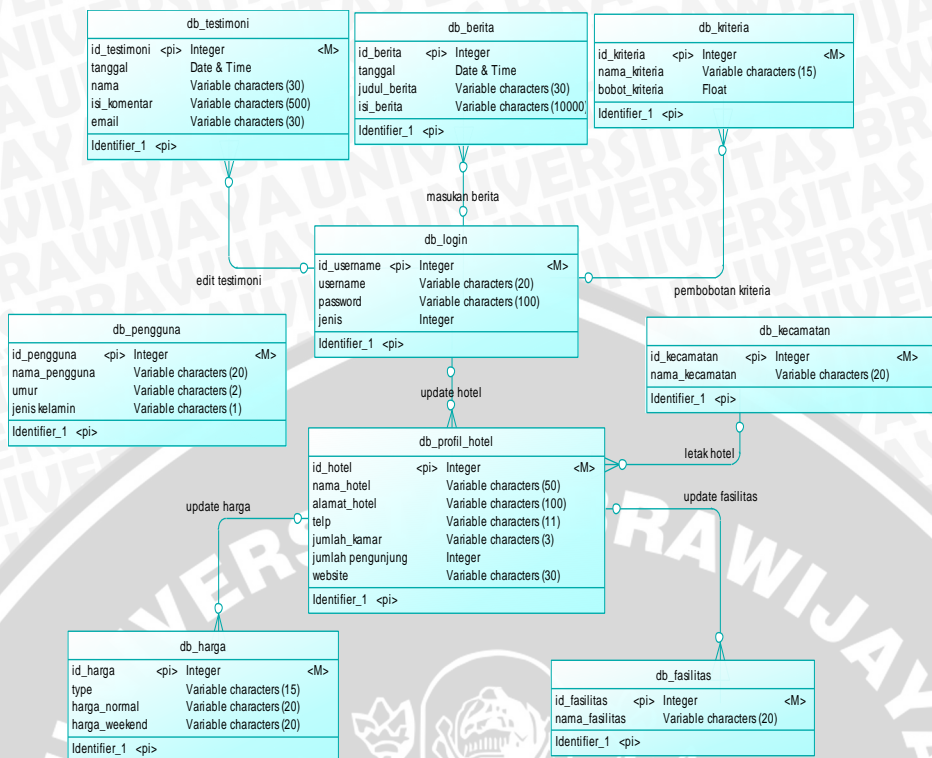 db_testimoni
id_testimoni <pi> Integer <M>
tanggal Date & Time
nama Variable characters (30)
isi_komentar Variable characters (500)
email Variable characters (30)
Identifier_1 <pi>
db_berita
id_berita <pi> Integer
tanggal Date & Time
judul_berita Variable characters (30)
isi_berita Variable characters (10000)
Identifier_1 <pi>
db_kriteria
id_kriteria <pi> Integer <M>
nama_kriteria Variable characters (15)
bobot_kriteria Float
Identifier_1 <pi>
masukan berita
edit testimoni
pembobotan kriteria
db_login
id_username <pi> Integer <M>
username Variable characters (20)
password Variable characters (100)
jenis Integer
Identifier_1 <pi>
db_pengguna
id_pengguna <pi> Integer <M>
nama_pengguna Variable characters (20)
umur Variable characters (2)
jenis kelamin Variable characters (1)
Identifier_1 <pi>
db_kecamatan
id_kecamatan <pi> Integer <M>
nama_kecamatan Variable characters (20)
Identifier_1 <pi>
update hotel
letak hotel
db_profil_hotel
id_hotel <pi> Integer <M>
nama_hotel Variable characters (50)
alamat_hotel Variable characters (100)
telp Variable characters (11)
jumlah_kamar Variable characters (3)
jumlah pengunjung Integer
website Variable characters (30)
Identifier_1 <pi>
update harga
update fasilitas
db_harga
id_harga <pi> Integer <M>
type Variable characters (15)
harga_normal Variable characters (20)
harga_weekend Variable characters (20)
Identifier_1 <pi>
db_fasilitas
id_fasilitas <pi> Integer <M>
nama_fasilitas Variable characters (20)
Identifier_1 <pi>